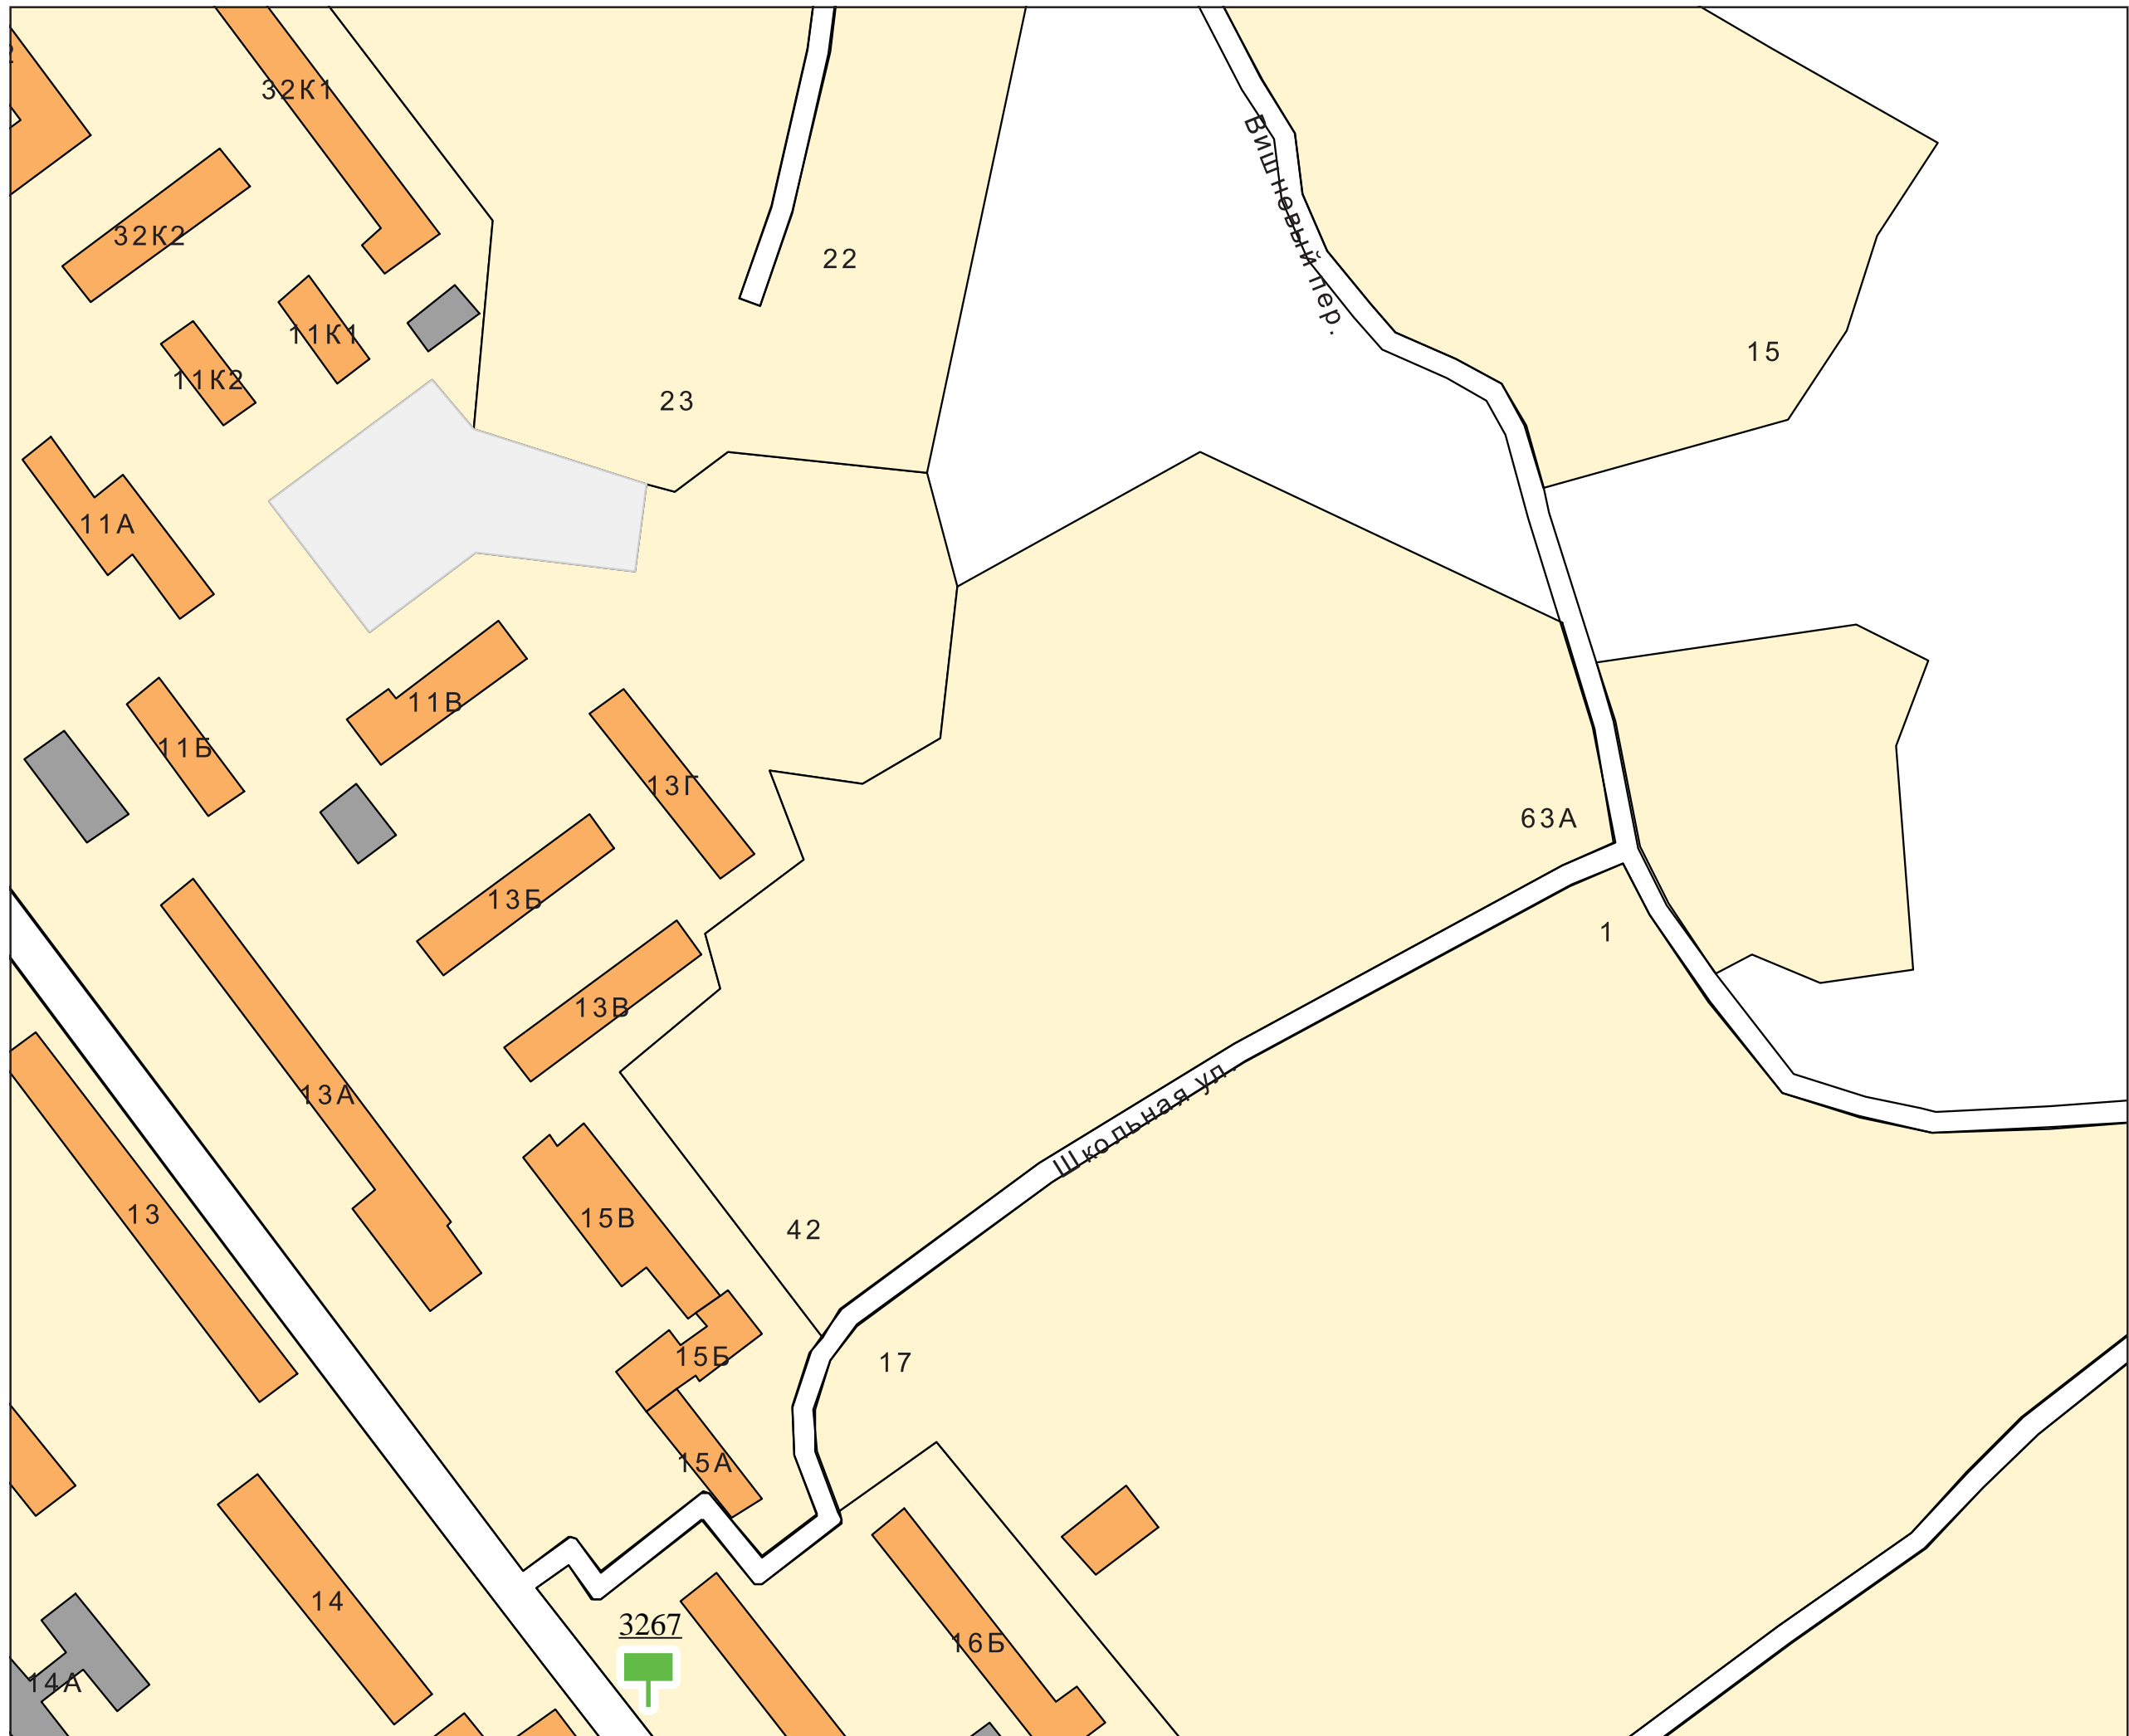 32К1
32К2
22
Вишневый пер.
11К1
15
11К2
23
11А
11В
11Б
13Г
63А
13Б
1
13В
13А
Школьная ул.
13
15В
42
15Б
17
15А
14
3267
16Б
14А